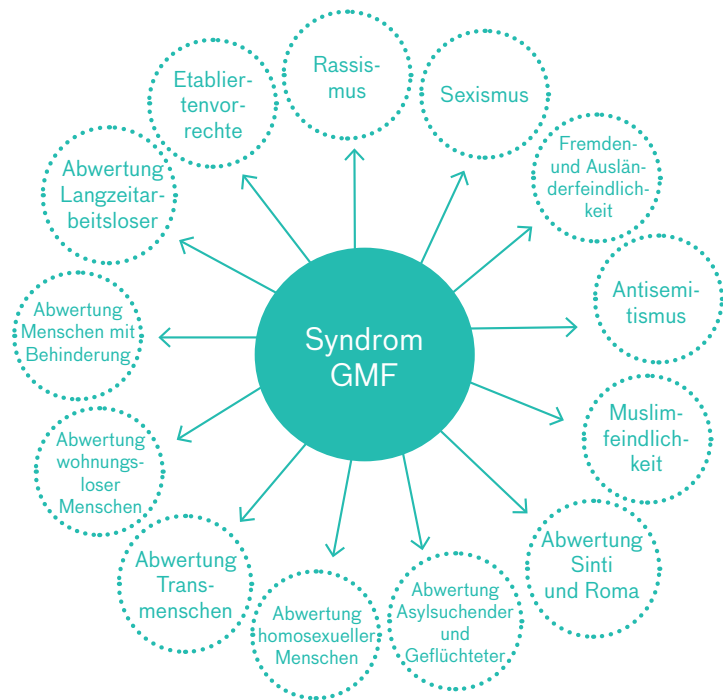 Syndrom
GMF
Rassis-
mus
Sexismus
Fremden-
und Auslän-
derfeindlich-
keit
Antisemi-
tismus
Muslim-
feindlich-
keit
Abwertung
Sinti
und Roma
Abwertung
Asylsuchender
und
Geflüchteter
Abwertung
homosexueller
Menschen
Abwertung
Trans-
menschen
Abwertung
wohnungs-
loser
Menschen
Abwertung
Menschen mit
Behinderung
Abwertung
Langzeitar-
beitsloser
Etablier-
tenvor-
rechte